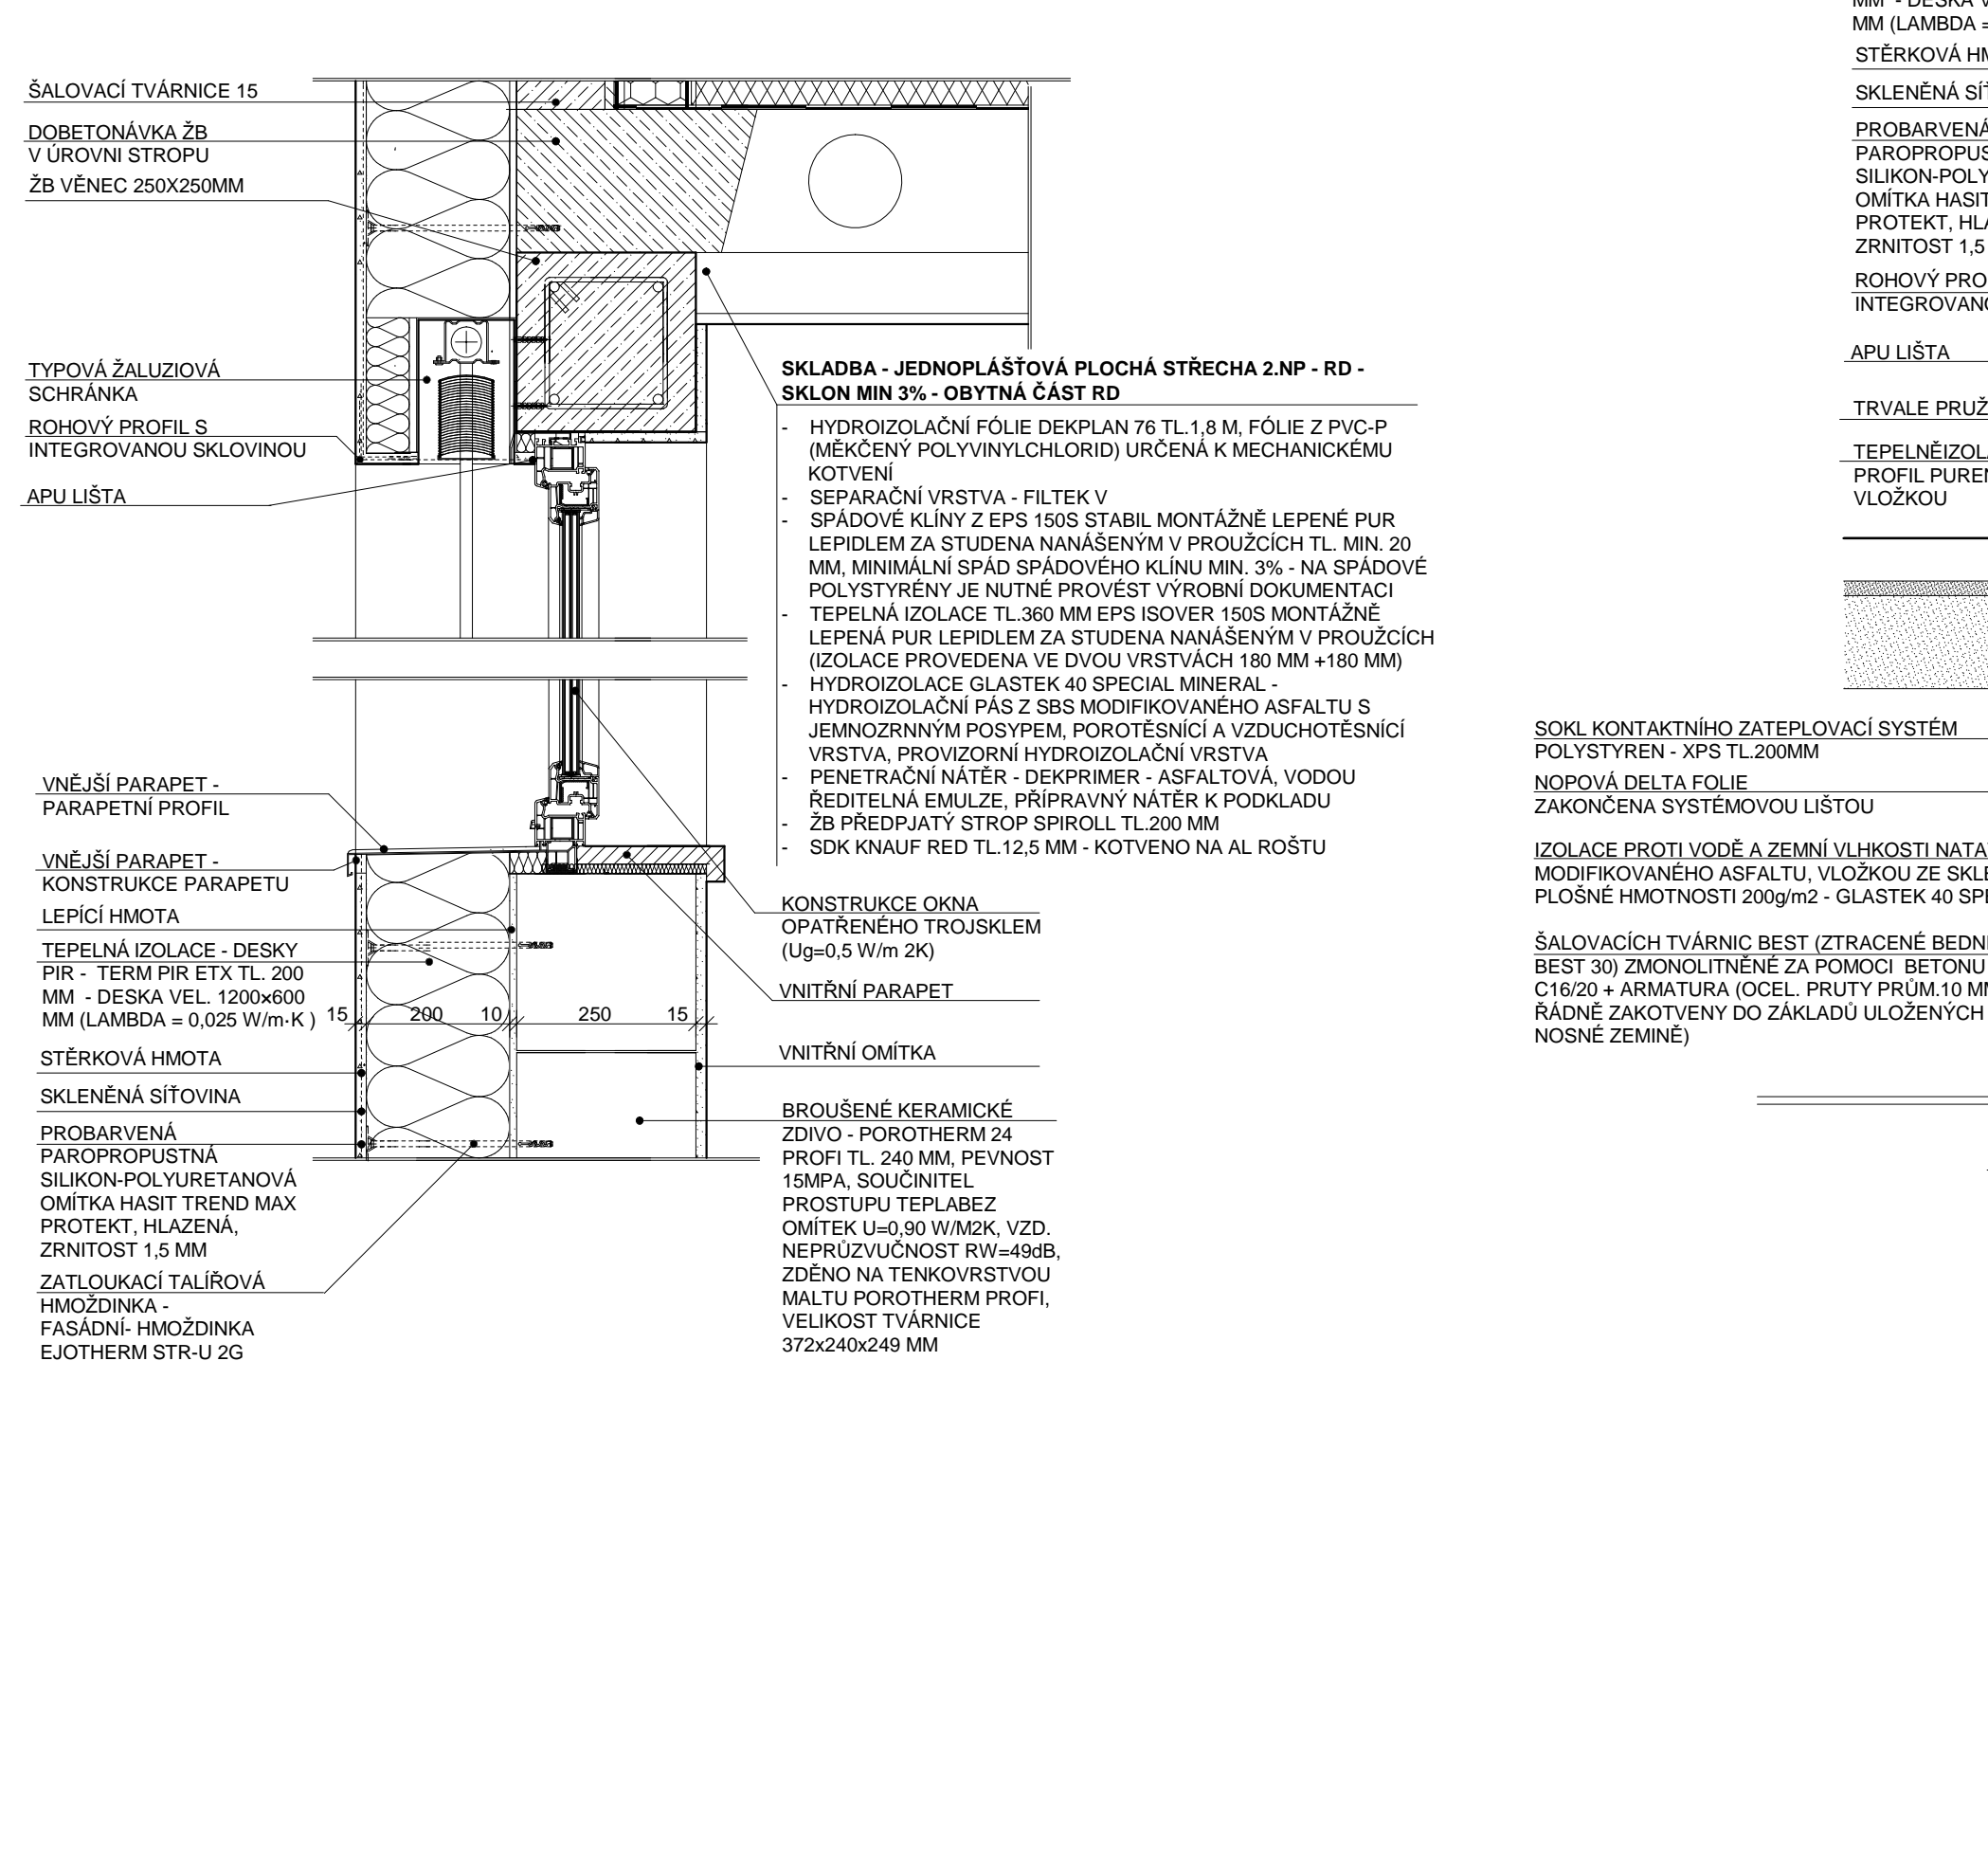 ŠALOVACÍ TVÁRNICE 15
DOBETONÁVKA ŽB
V ÚROVNI STROPU
ŽB VĚNEC 250X250MM
TYPOVÁ ŽALUZIOVÁ
SCHRÁNKA
ROHOVÝ PROFIL S
INTEGROVANOU SKLOVINOU
APU LIŠTA
VNĚJŠÍ PARAPET -
PARAPETNÍ PROFIL
VNĚJŠÍ PARAPET -
KONSTRUKCE PARAPETU
LEPÍCÍ HMOTA
TEPELNÁ IZOLACE - DESKY
PIR - TERM PIR ETX TL. 200
MM - DESKA VEL. 1200x600
MM (LAMBDA = 0,025 W/m·K )
STĚRKOVÁ HMOTA
SKLENĚNÁ SÍŤOVINA
PROBARVENÁ
PAROPROPUSTNÁ
SILIKON-POLYURETANOVÁ
OMÍTKA HASIT TREND MAX
PROTEKT, HLAZENÁ,
ZRNITOST 1,5 MM
ZATLOUKACÍ TALÍŘOVÁ
HMOŽDINKA -
FASÁDNÍ- HMOŽDINKA
EJOTHERM STR-U 2G
15 200 10 250 15
SKLADBA - JEDNOPLÁŠŤOVÁ PLOCHÁ STŘECHA 2.NP - RD -
SKLON MIN 3% - OBYTNÁ ČÁST RD
- HYDROIZOLAČNÍ FÓLIE DEKPLAN 76 TL.1,8 M, FÓLIE Z PVC-P
(MĚKČENÝ POLYVINYLCHLORID) URČENÁ K MECHANICKÉMU
KOTVENÍ
- SEPARAČNÍ VRSTVA - FILTEK V
- SPÁDOVÉ KLÍNY Z EPS 150S STABIL MONTÁŽNĚ LEPENÉ PUR
LEPIDLEM ZA STUDENA NANÁŠENÝM V PROUŽCÍCH TL. MIN. 20
MM, MINIMÁLNÍ SPÁD SPÁDOVÉHO KLÍNU MIN. 3% - NA SPÁDOVÉ
POLYSTYRÉNY JE NUTNÉ PROVÉST VÝROBNÍ DOKUMENTACI
- TEPELNÁ IZOLACE TL.360 MM EPS ISOVER 150S MONTÁŽNĚ
LEPENÁ PUR LEPIDLEM ZA STUDENA NANÁŠENÝM V PROUŽCÍCH
(IZOLACE PROVEDENA VE DVOU VRSTVÁCH 180 MM +180 MM)
- HYDROIZOLACE GLASTEK 40 SPECIAL MINERAL -
HYDROIZOLAČNÍ PÁS Z SBS MODIFIKOVANÉHO ASFALTU S
JEMNOZRNNÝM POSYPEM, POROTĚSNÍCÍ A VZDUCHOTĚSNÍCÍ
VRSTVA, PROVIZORNÍ HYDROIZOLAČNÍ VRSTVA
- PENETRAČNÍ NÁTĚR - DEKPRIMER - ASFALTOVÁ, VODOU
ŘEDITELNÁ EMULZE, PŘÍPRAVNÝ NÁTĚR K PODKLADU
- ŽB PŘEDPJATÝ STROP SPIROLL TL.200 MM
- SDK KNAUF RED TL.12,5 MM - KOTVENO NA AL ROŠTU
KONSTRUKCE OKNA
OPATŘENÉHO TROJSKLEM
(Ug=0,5 W/m 2K)
VNITŘNÍ PARAPET
VNITŘNÍ OMÍTKA
BROUŠENÉ KERAMICKÉ
ZDIVO - POROTHERM 24
PROFI TL. 240 MM, PEVNOST
15MPA, SOUČINITEL
PROSTUPU TEPLABEZ
OMÍTEK U=0,90 W/M2K, VZD.
NEPRŮZVUČNOST RW=49dB,
ZDĚNO NA TENKOVRSTVOU
MALTU POROTHERM PROFI,
VELIKOST TVÁRNICE
372x240x249 MM
MM - DESKA
MM (LAMBDA =
STĚRKOVÁ
SKLENĚNÁ
PROBARVENÁ
PAROPROPUS
SILIKON-POLY
OMÍTKA HASIT
PROTEKT, HLA
ZRNITOST 1,5
ROHOVÝ PRO
INTEGROVANO
APU LIŠTA
TRVALE PRUŽ
TEPELNĚIZOL
PROFIL PUREN
VLOŽKOU
SOKL KONTAKTNÍHO ZATEPLOVACÍ SYSTÉM
POLYSTYREN - XPS TL.200MM
NOPOVÁ DELTA FOLIE
ZAKONČENA SYSTÉMOVOU LIŠTOU
IZOLACE PROTI VODĚ A ZEMNÍ VLHKOSTI NATA
MODIFIKOVANÉHO ASFALTU, VLOŽKOU ZE SKLE
PLOŠNÉ HMOTNOSTI 200g/m2 - GLASTEK 40 SPE
ŠALOVACÍCH TVÁRNIC BEST (ZTRACENÉ BEDN
BEST 30) ZMONOLITNĚNÉ ZA POMOCI BETONU
C16/20 + ARMATURA (OCEL. PRUTY PRŮM.10 MM
ŘÁDNĚ ZAKOTVENY DO ZÁKLADŮ ULOŽENÝCH
NOSNÉ ZEMINĚ)